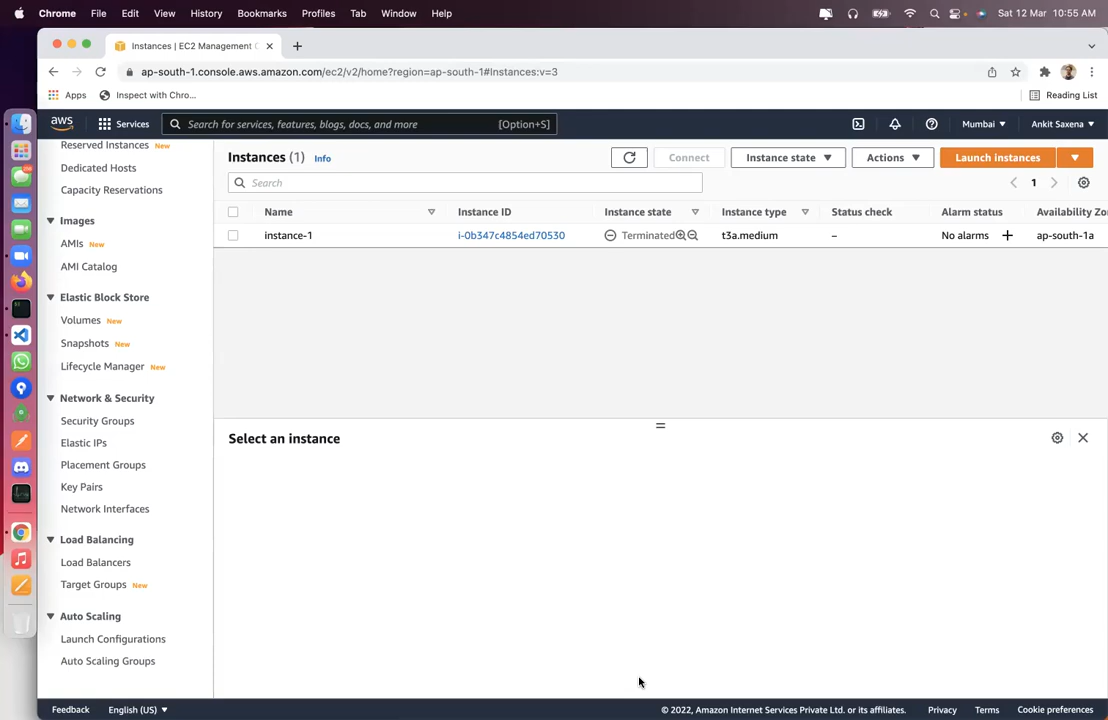 Chrome File Edit View History Bookmarks Profiles Tab Window Help Sat 12 Mar 10:55 AM
Instances | EC2 Management C
ap-south-1.console.aws.amazon.com/ec2/v2/home?region=ap-south-1#Instances:v=3
Apps Inspect with Chro... Reading List
aws Services Search for services, features, blogs, docs, and more [Option+S] Mumbai Ankit Saxena
Reserved Instances New
Dedicated Hosts
Capacity Reservations
Images
AMIs New
AMI Catalog
Elastic Block Store
Volumes New
Snapshots New
Lifecycle Manager New
Network & Security
Security Groups
Elastic IPs
Placement Groups
Key Pairs
Network Interfaces
Load Balancing
Load Balancers
Target Groups New
Auto Scaling
Launch Configurations
Auto Scaling Groups
Instances (1) Info Connect Instance state Actions Launch instances
Search 1
Name Instance ID Instance state Instance type Status check Alarm status Availability Zo
instance-1 i-0b347c4854ed70530 Terminated t3a.medium – No alarms + ap-south-1a
Select an instance
Feedback English (US) © 2022, Amazon Internet Services Private Ltd. or its affiliates. Privacy Terms Cookie preferences